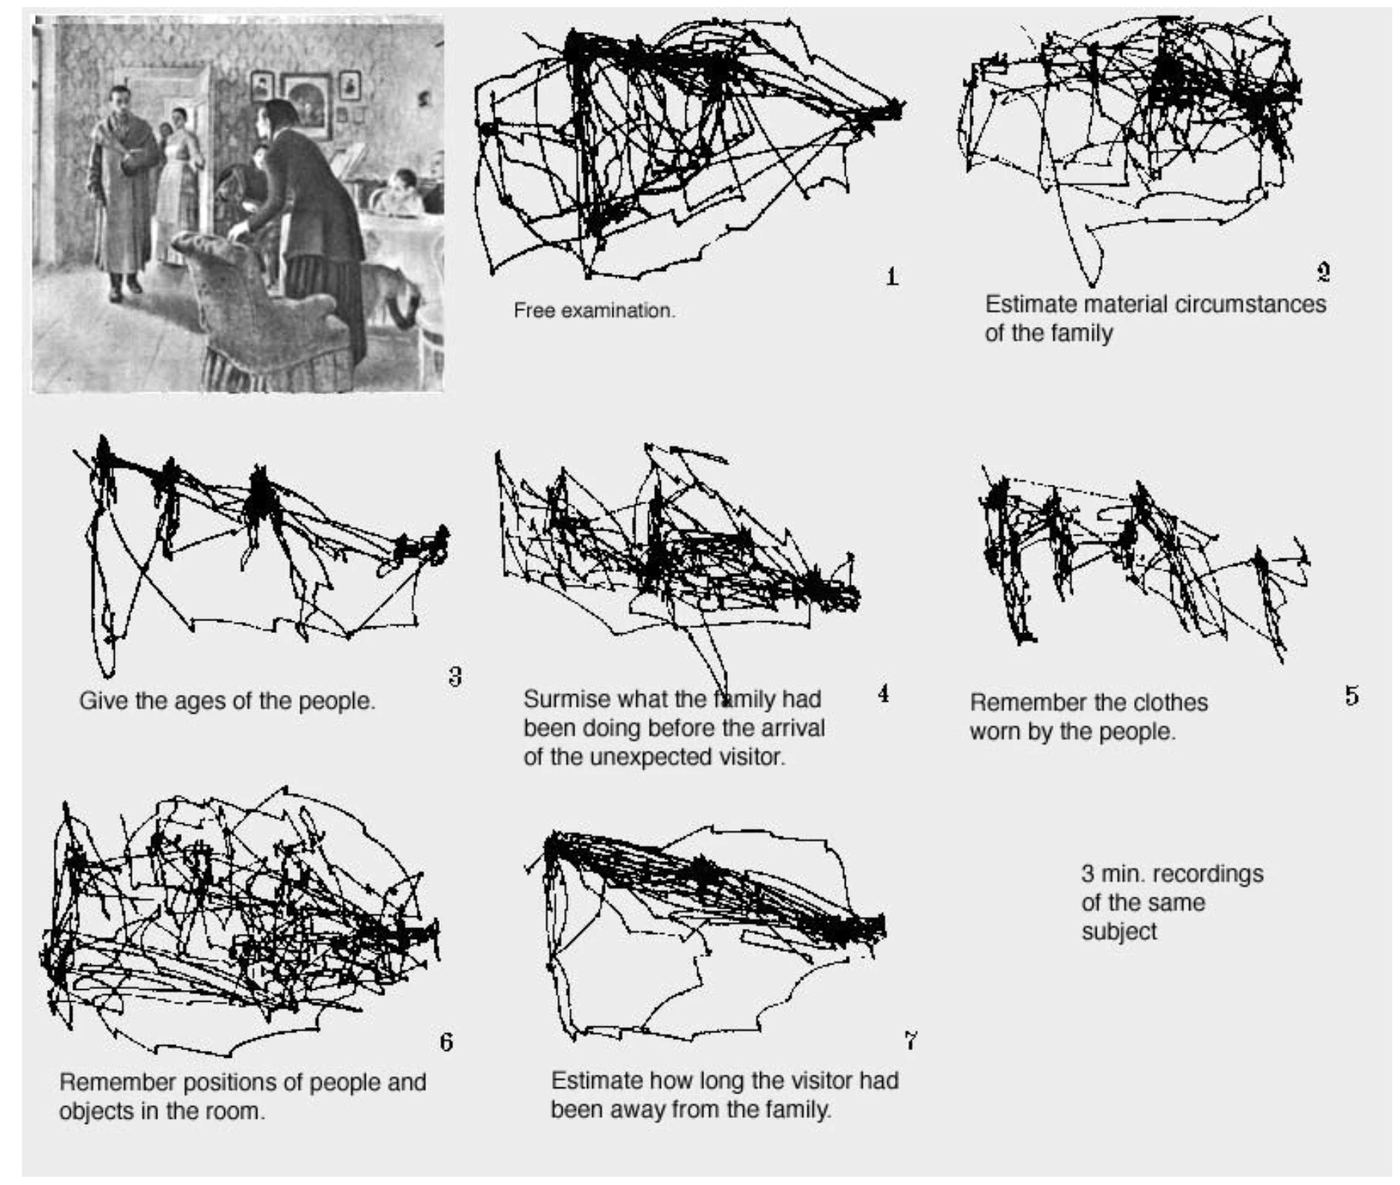 1
Free examination.
2
Estimate material circumstances
of the family
3
Give the ages of the people.
4
Surmise what the family had
been doing before the arrival
of the unexpected visitor.
5
Remember the clothes
worn by the people.
6
Remember positions of people and
objects in the room.
7
Estimate how long the visitor had
been away from the family.
3 min. recordings
of the same
subject